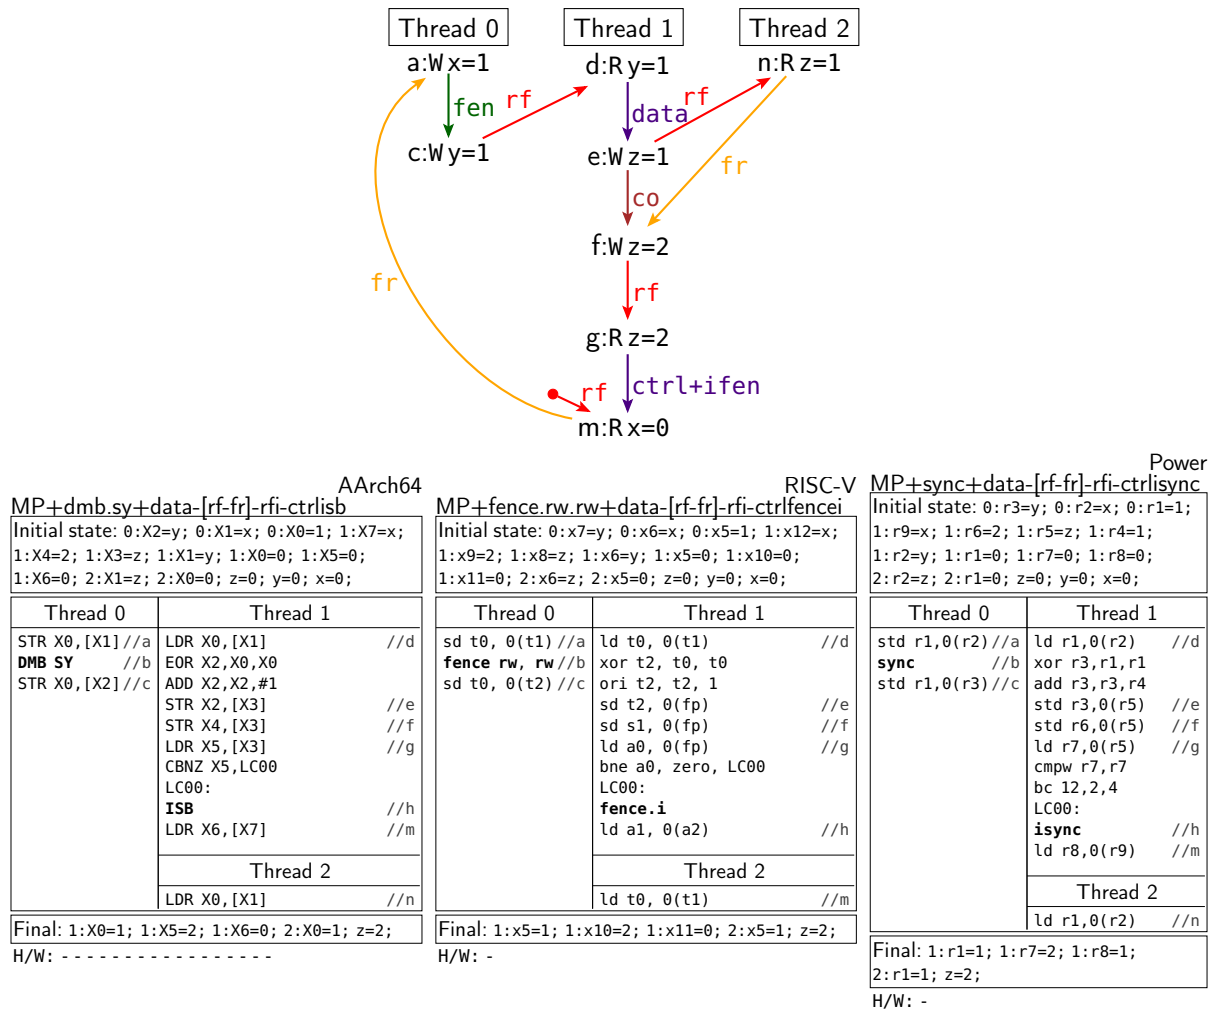 Thread 0 Thread 1 Thread 2
a:W x=1 d:R y=1 n:R z=1
fen rf data rf
c:W y=1 e:W z=1 fr
co
f:W z=2
fr rf
g:R z=2
rf ctrl+ifen
m:R x=0
AArch64
MP+dmb.sy+data-[rf-fr]-rfi-ctrlisb
Initial state: 0:X2=y; 0:X1=x; 0:X0=1; 1:X7=x;
1:X4=2; 1:X3=z; 1:X1=y; 1:X0=0; 1:X5=0;
1:X6=0; 2:X1=z; 2:X0=0; z=0; y=0; x=0;
Thread 0
STR X0,[X1]//a
DMB SY //b
STR X0,[X2]//c
Thread 1
LDR X0,[X1] //d
EOR X2,X0,X0
ADD X2,X2,#1
STR X2,[X3] //e
STR X4,[X3] //f
LDR X5,[X3] //g
CBNZ X5,LC00
LC00:
ISB //h
LDR X6,[X7] //m
Thread 2
LDR X0,[X1] //n
Final: 1:X0=1; 1:X5=2; 1:X6=0; 2:X0=1; z=2;
H/W: - - - - - - - - - - - - - - - - -
RISC-V
MP+fence.rw.rw+data-[rf-fr]-rfi-ctrlfencei
Initial state: 0:x7=y; 0:x6=x; 0:x5=1; 1:x12=x;
1:x9=2; 1:x8=z; 1:x6=y; 1:x5=0; 1:x10=0;
1:x11=0; 2:x6=z; 2:x5=0; z=0; y=0; x=0;
Thread 0
sd t0, 0(t1)//a
fence rw, rw//b
sd t0, 0(t2)//c
Thread 1
ld t0, 0(t1) //d
xor t2, t0, t0
ori t2, t2, 1
sd t2, 0(fp) //e
sd s1, 0(fp) //f
ld a0, 0(fp) //g
bne a0, zero, LC00
LC00:
fence.i
ld a1, 0(a2) //h
Thread 2
ld t0, 0(t1) //m
Final: 1:x5=1; 1:x10=2; 1:x11=0; 2:x5=1; z=2;
H/W: -
Power
MP+sync+data-[rf-fr]-rfi-ctrlisync
Initial state: 0:r3=y; 0:r2=x; 0:r1=1;
1:r9=x; 1:r6=2; 1:r5=z; 1:r4=1;
1:r2=y; 1:r1=0; 1:r7=0; 1:r8=0;
2:r2=z; 2:r1=0; z=0; y=0; x=0;
Thread 0
std r1,0(r2)//a
sync //b
std r1,0(r3)//c
Thread 1
ld r1,0(r2) //d
xor r3,r1,r1
add r3,r3,r4
std r3,0(r5) //e
std r6,0(r5) //f
ld r7,0(r5) //g
cmpw r7,r7
bc 12,2,4
LC00:
isync //h
ld r8,0(r9) //m
Thread 2
ld r1,0(r2) //n
Final: 1:r1=1; 1:r7=2; 1:r8=1;
2:r1=1; z=2;
H/W: -